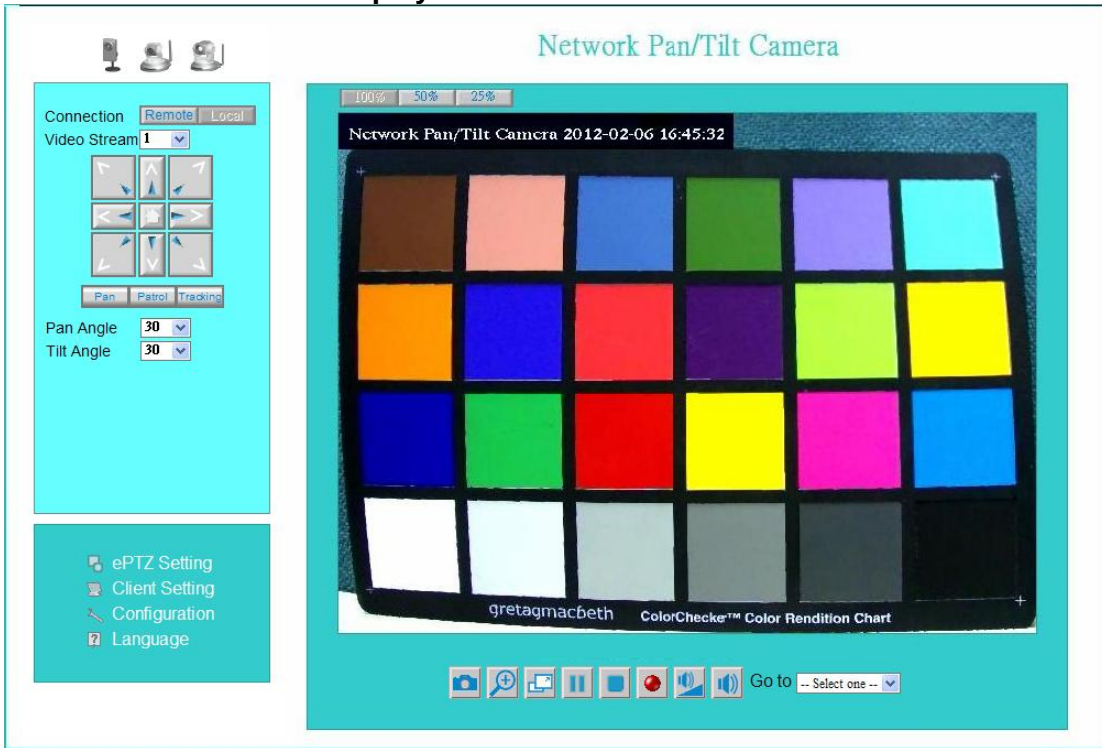 Network Pan/Tilt Camera
Connection Remote Local
Video Stream 1
Pan Patrol Tracking
Pan Angle 30
Tilt Angle 30
ePTZ Setting
Client Setting
Configuration
Language
100% 50% 25%
Network Pan/Tilt Camera 2012-02-06 16:45:32
gretagmacbeth ColorChecker™ Color Rendition Chart
Go to -- Select one --